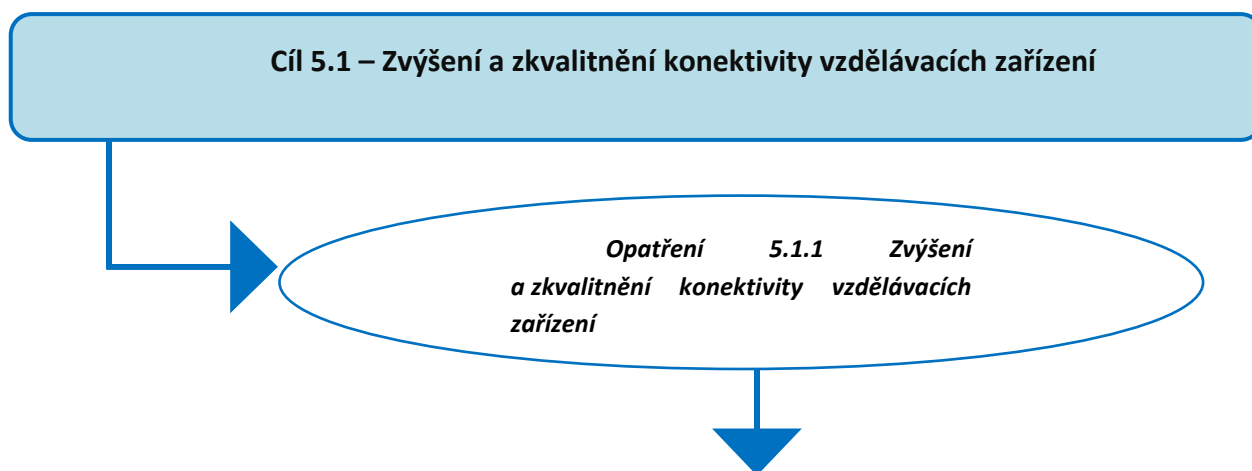 Cíl 5.1 – Zvýšení a zkvalitnění konektivity vzdělávacích zařízení
Opatření 5.1.1 Zvýšení
a zkvalitnění konektivity vzdělávacích
zařízení